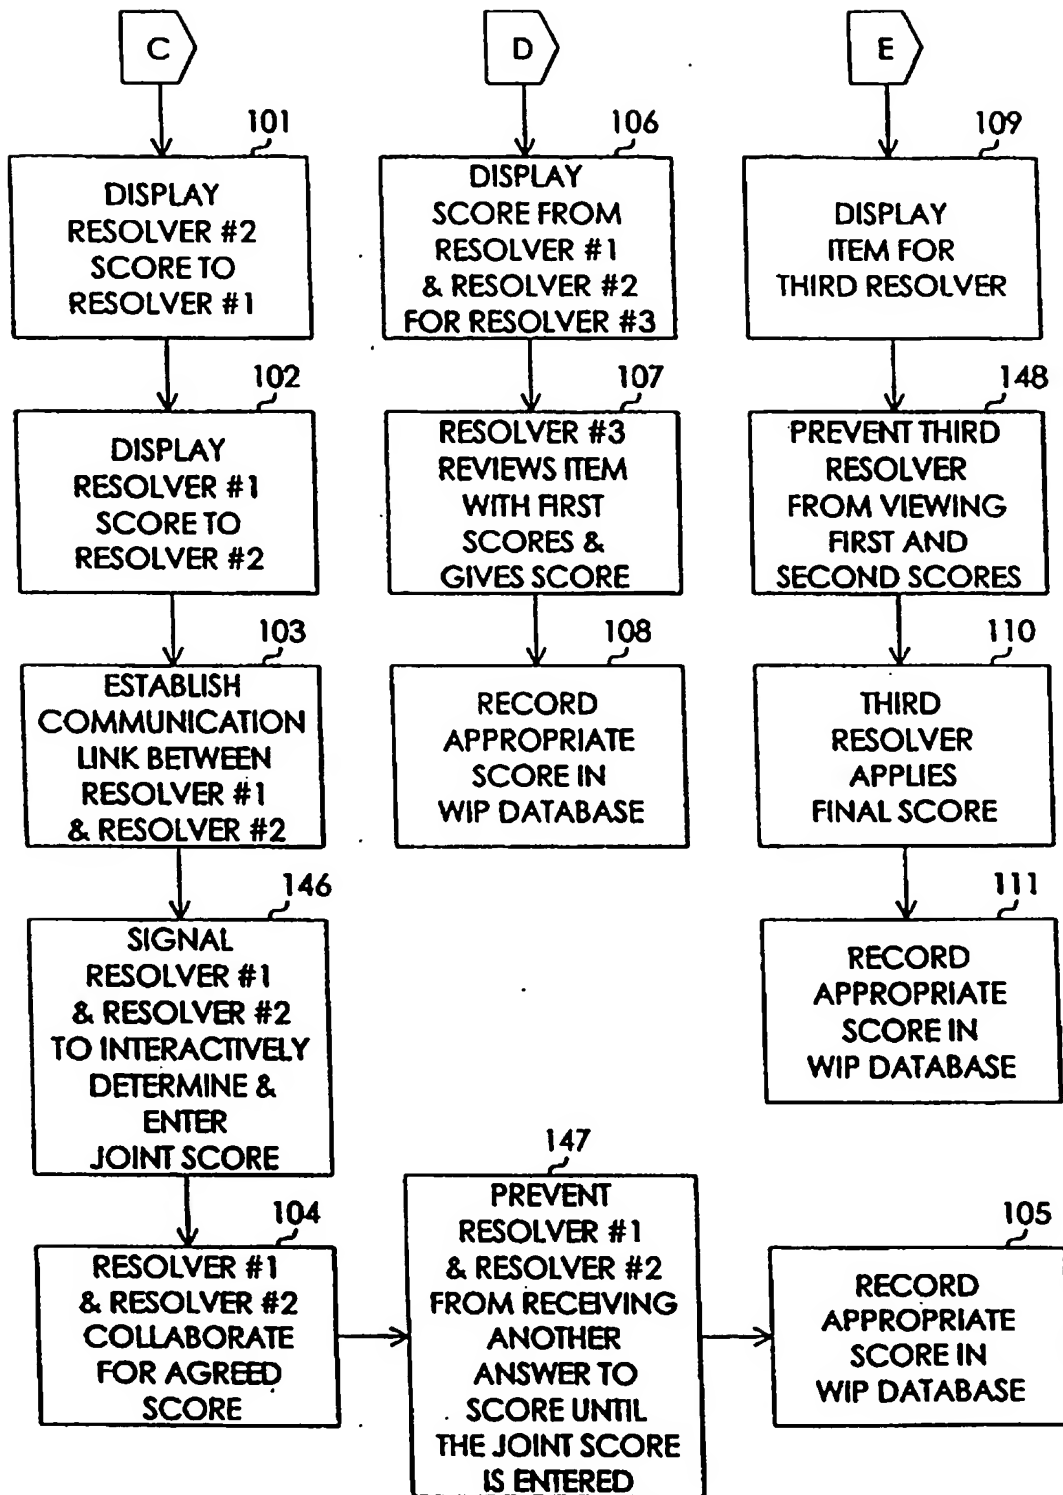 C
101
DISPLAY
RESOLVER #2
SCORE TO
RESOLVER #1
102
DISPLAY
RESOLVER #1
SCORE TO
RESOLVER #2
103
ESTABLISH
COMMUNICATION
LINK BETWEEN
RESOLVER #1
& RESOLVER #2
146
SIGNAL
RESOLVER #1
& RESOLVER #2
TO INTERACTIVELY
DETERMINE &
ENTER
JOINT SCORE
104
RESOLVER #1
& RESOLVER #2
COLLABORATE
FOR AGREED
SCORE
147
PREVENT
RESOLVER #1
& RESOLVER #2
FROM RECEIVING
ANOTHER
ANSWER TO
SCORE UNTIL
THE JOINT SCORE
IS ENTERED
105
RECORD
APPROPRIATE
SCORE IN
WIP DATABASE
D
106
DISPLAY
SCORE FROM
RESOLVER #1
& RESOLVER #2
FOR RESOLVER #3
107
RESOLVER #3
REVIEWS ITEM
WITH FIRST
SCORES &
GIVES SCORE
108
RECORD
APPROPRIATE
SCORE IN
WIP DATABASE
E
109
DISPLAY
ITEM FOR
THIRD RESOLVER
148
PREVENT THIRD
RESOLVER
FROM VIEWING
FIRST AND
SECOND SCORES
110
THIRD
RESOLVER
APPLIES
FINAL SCORE
111
RECORD
APPROPRIATE
SCORE IN
WIP DATABASE